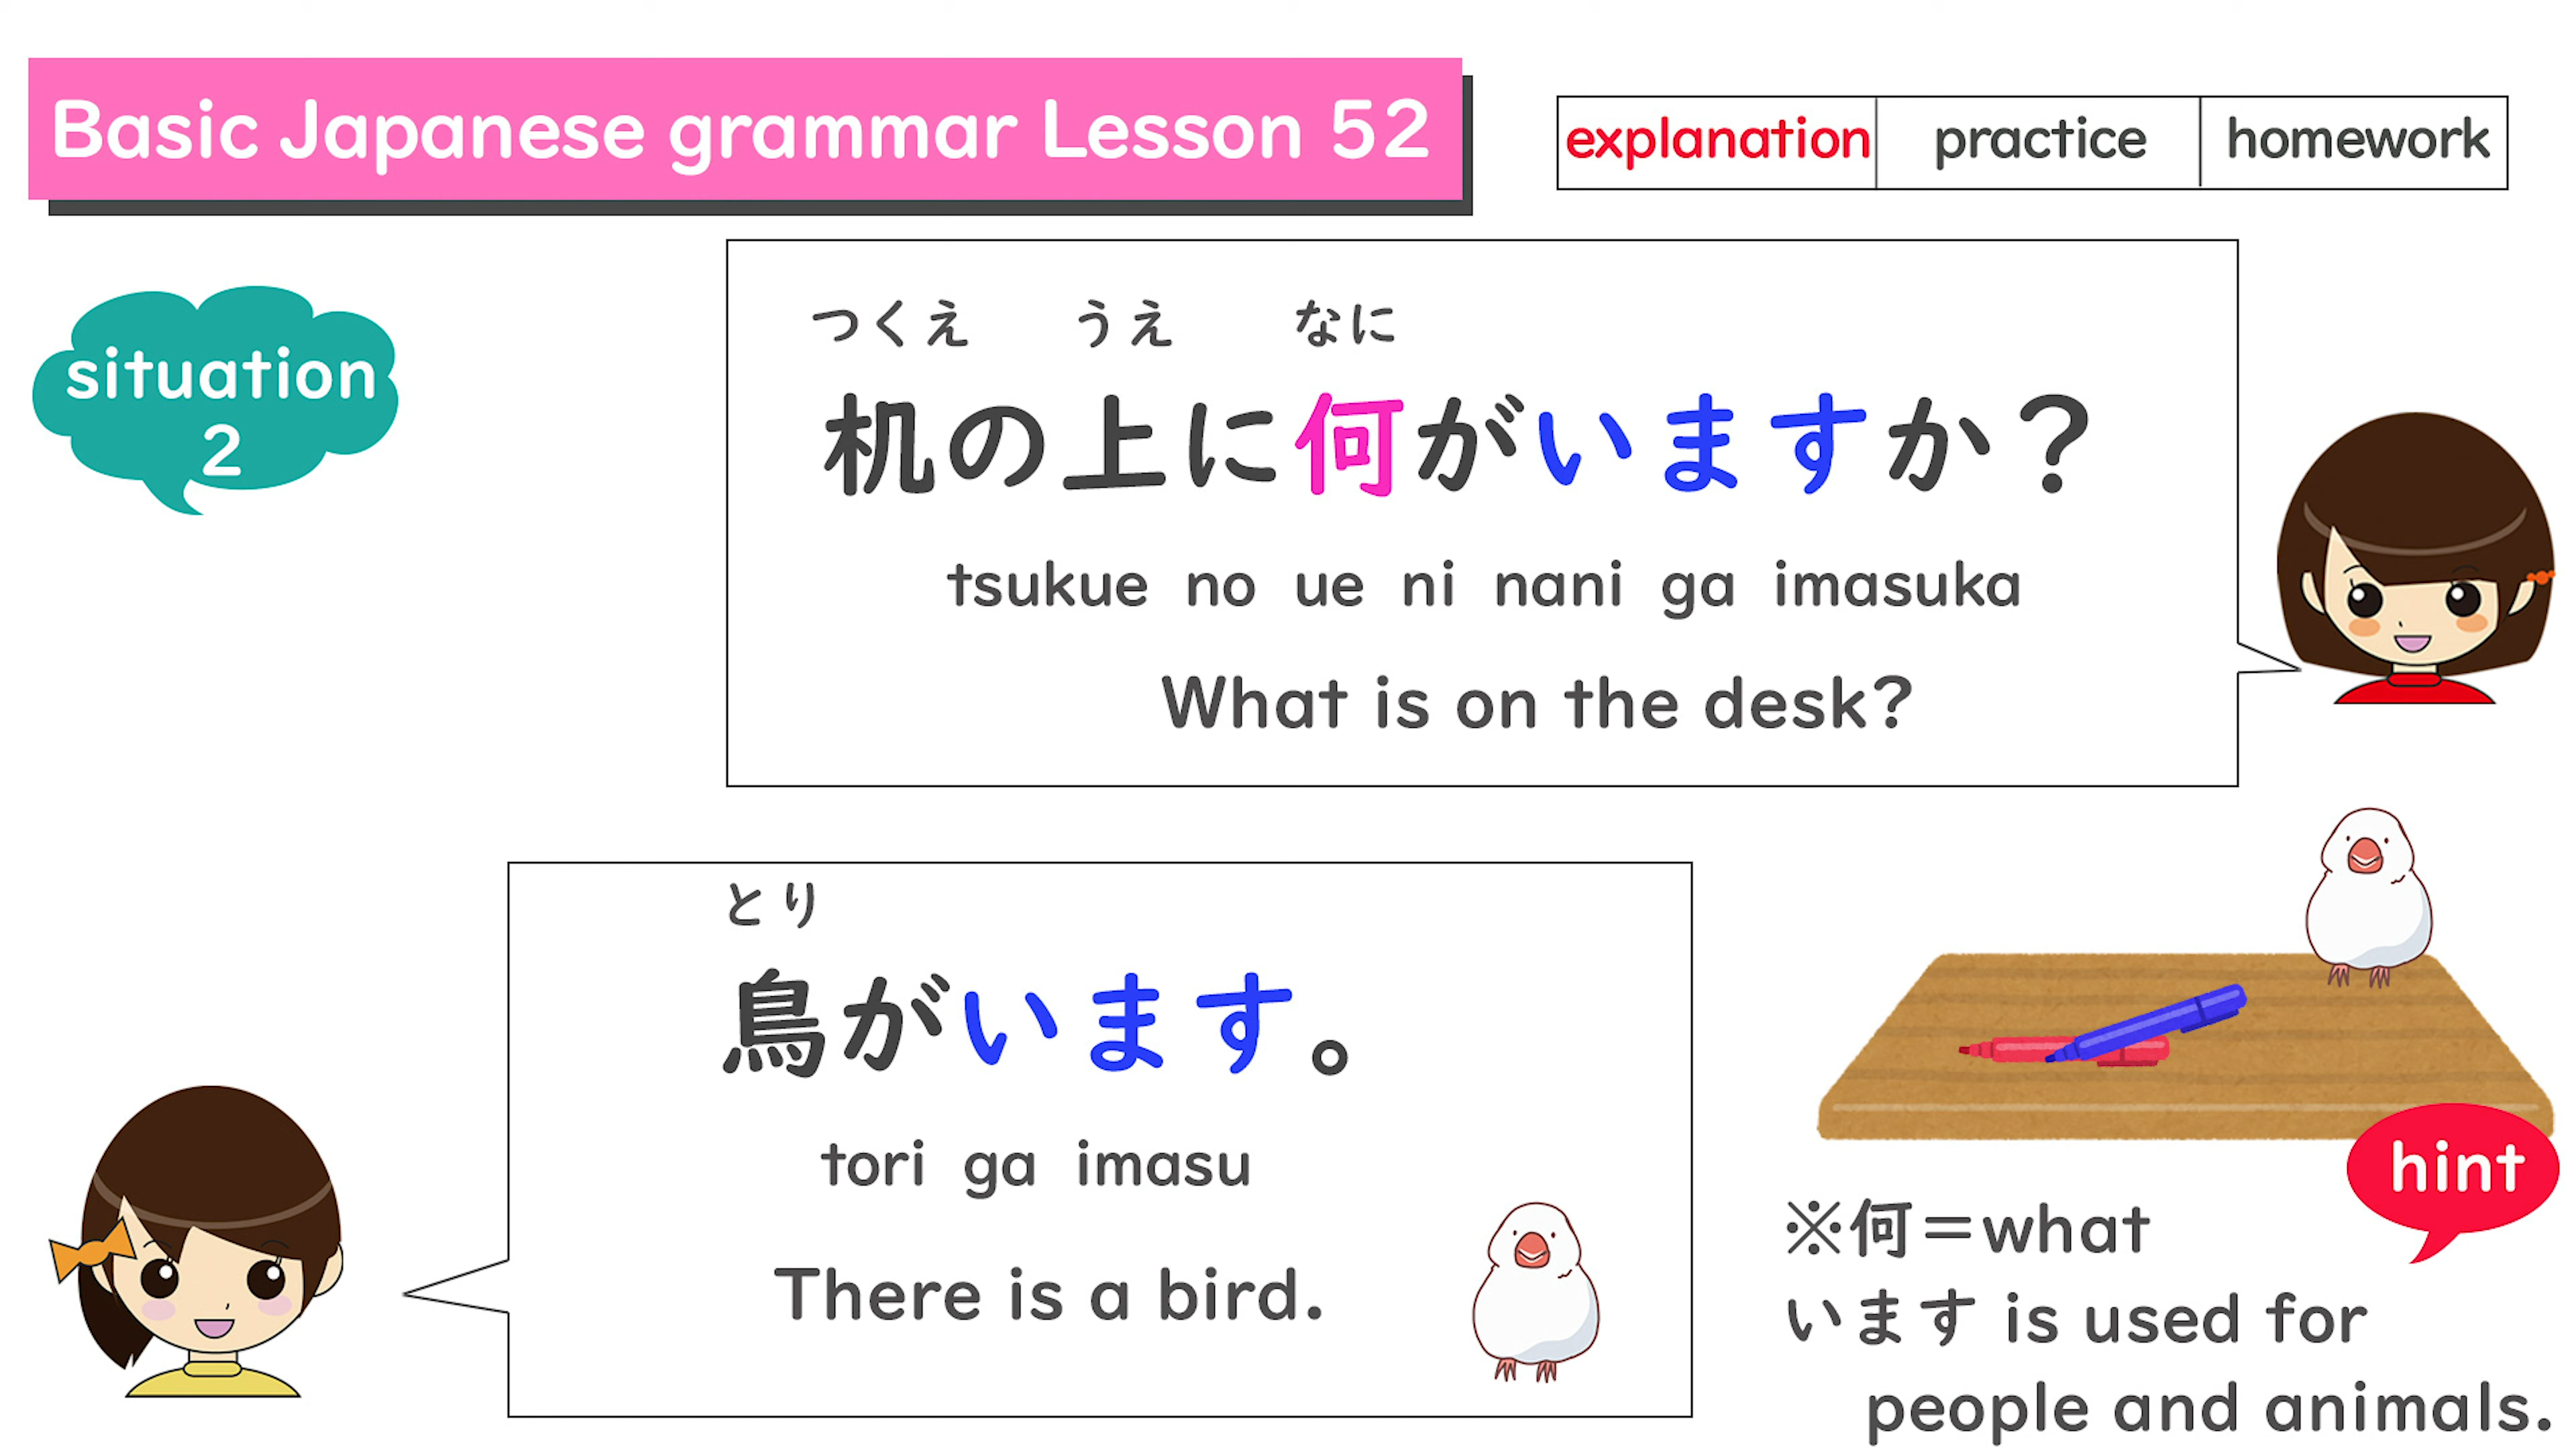 Basic Japanese grammar Lesson 52
explanation practice homework
situation
2
つくえ うえ なに
机の上に何がいますか？
tsukue no ue ni nani ga imasuka
What is on the desk?
とり
鳥がいます。
tori ga imasu
There is a bird.
hint
※何＝what
います is used for
people and animals.